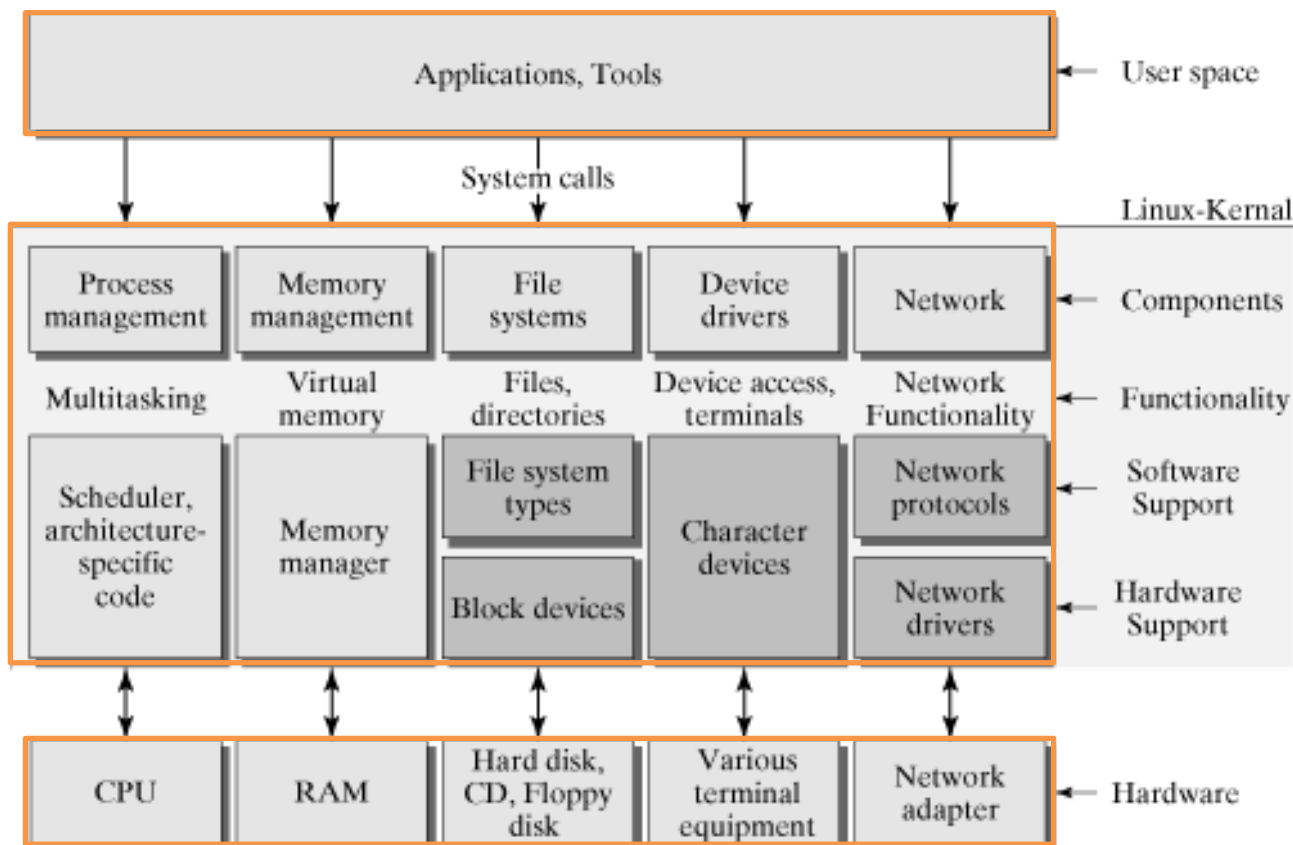 Applications, Tools
User space
System calls
Linux-Kernal
Process
management
Memory
management
File
systems
Device
drivers
Network
Components
Multitasking
Virtual
memory
Files,
directories
Device access,
terminals
Network
Functionality
Functionality
Scheduler,
architecture-
specific
code
Memory
manager
File system
types
Block devices
Character
devices
Network
protocols
Network
drivers
Software
Support
Hardware
Support
CPU
RAM
Hard disk,
CD, Floppy
disk
Various
terminal
equipment
Network
adapter
Hardware